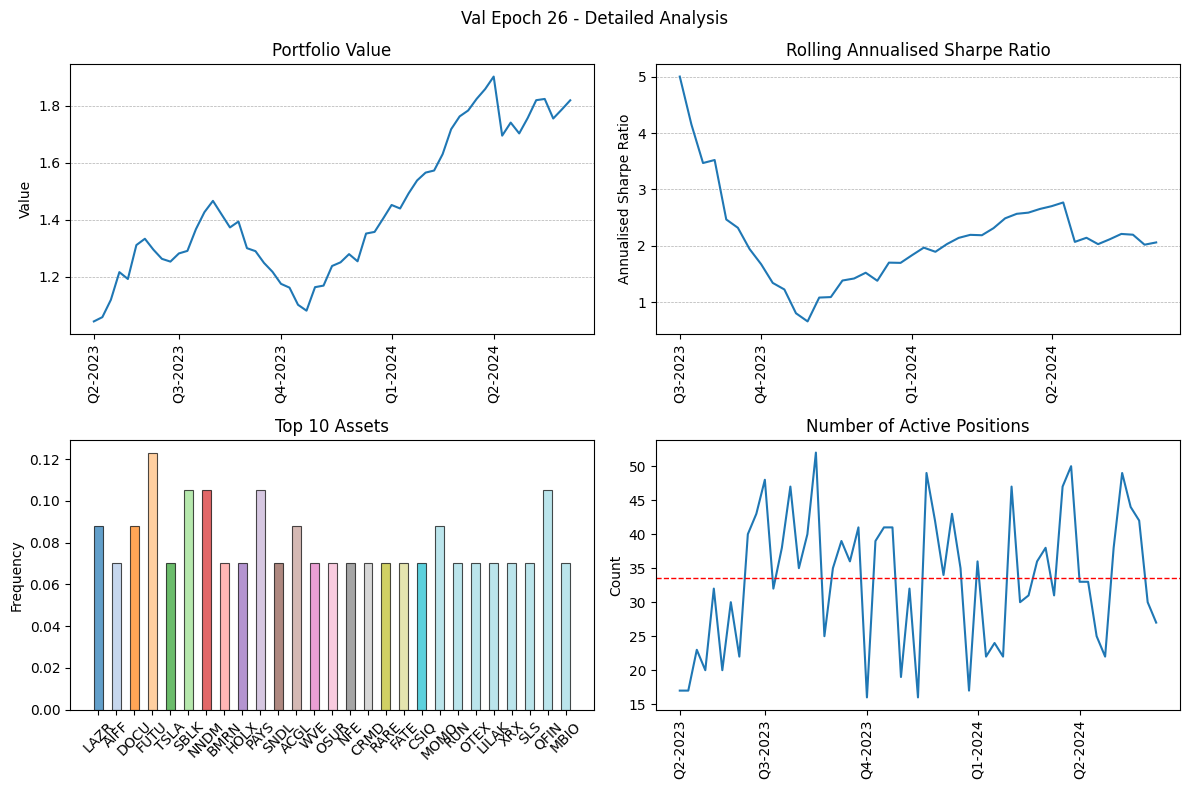 Val Epoch 26 - Detailed Analysis
Portfolio Value
Value
1.8
1.6
1.4
1.2
Q2-2023
Q3-2023
Q4-2023
Q1-2024
Q2-2024
Rolling Annualised Sharpe Ratio
Annualised Sharpe Ratio
5
4
3
2
1
Q3-2023
Q4-2023
Q1-2024
Q2-2024
Top 10 Assets
Frequency
0.12
0.10
0.08
0.06
0.04
0.02
0.00
LAZR
AIFF
DOCU
FUTU
TSLA
SBLK
NNDM
BMRN
HOLX
PAYS
SNDL
ACGL
WVE
OSUR
NFE
CRMD
RARE
FATE
CSIQ
MOMO
RUN
OTEX
LILAK
XRX
SLS
QFIN
MBIO
Number of Active Positions
Count
50
45
40
35
30
25
20
15
Q2-2023
Q3-2023
Q4-2023
Q1-2024
Q2-2024